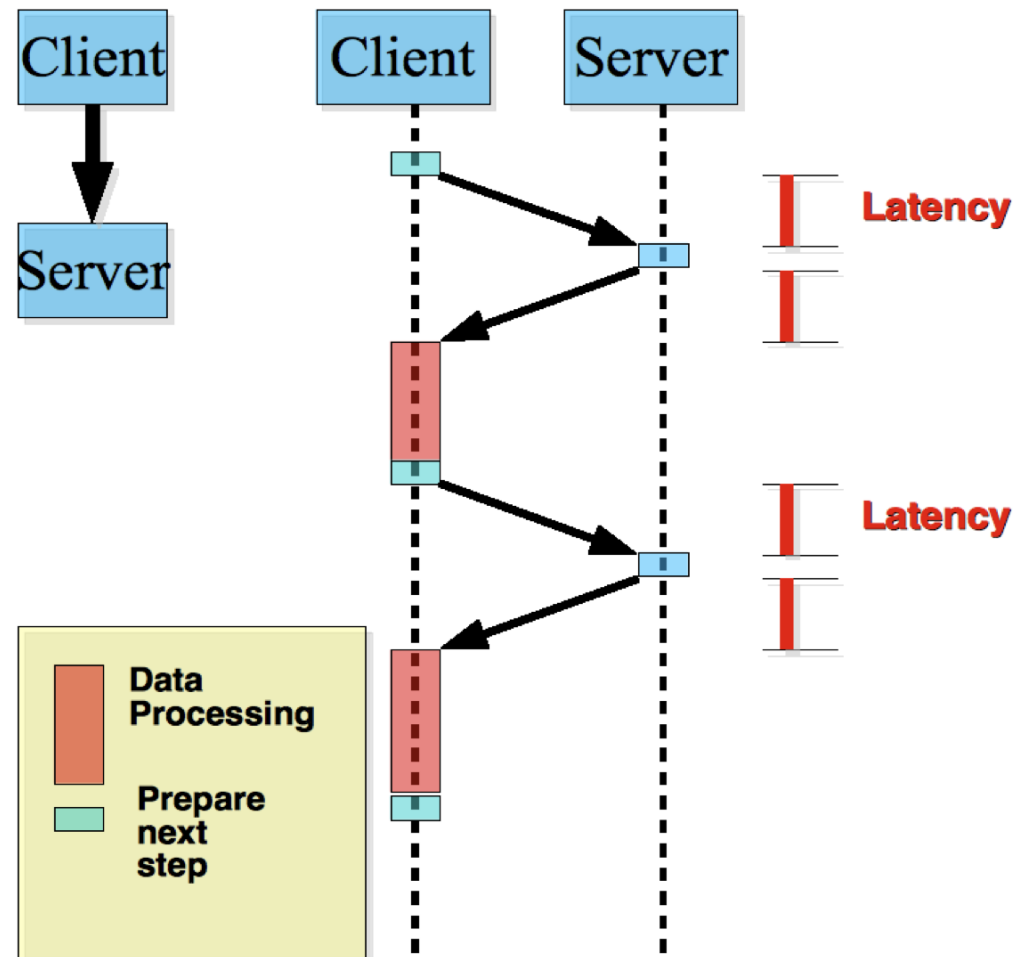 Client
Server
Client
Server
Latency
Latency
Data
Processing
Prepare
next
step